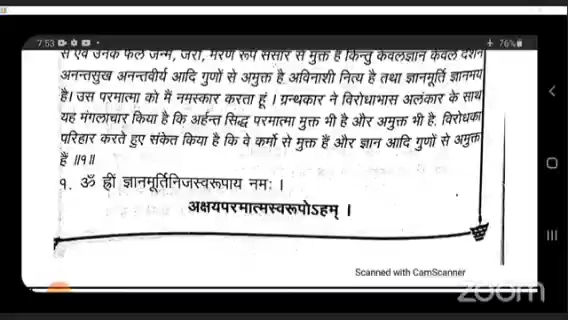 7.53 76%
से एवं उनके फल जन्म, जरा, मरण रूप संसार से मुक्त है किन्तु केवलज्ञान केवल दर्शन
अनन्तसुख अनन्तवीर्य आदि गुणों से अमुक्त है अविनाशी नित्य है तथा ज्ञानमूर्ति ज्ञानमय
है। उस परमात्मा को मैं नमस्कार करता हूं । ग्रन्थकार ने विरोधाभास अलंकार के साथ
यह मंगलाचार किया है कि अर्हन्त सिद्ध परमात्मा मुक्त भी है और अमुक्त भी है, विरोधका
परिहार करते हुए संकेत किया है कि वे कर्मो से मुक्त हैं और ज्ञान आदि गुणों से अमुक्त
हैं ॥१॥
१. ॐ ह्रीं ज्ञानमूर्तिनिजस्वरूपाय नमः ।
अक्षयपरमात्मस्वरूपोऽहम् ।
Scanned with CamScanner
zoom